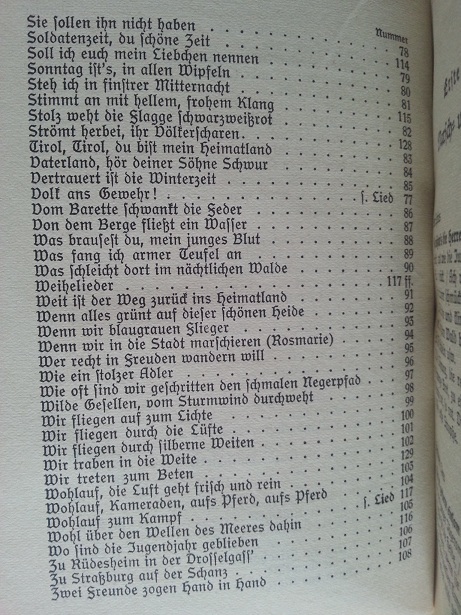 Nummer
Sie sollen ihn nicht haben . . . 78
Soldatenzeit, du schöne Zeit . . . 114
Soll ich euch mein Liebchen nennen . . . 79
Sonntag ist's, in allen Wipfeln . . . 80
Steh ich in finstrer Mitternacht . . . 81
Stimmt an mit hellem, frohem Klang . . . 115
Stolz weht die Flagge schwarzweißrot . . . 82
Strömt herbei, ihr Völkerscharen . . . 128
Tirol, Tirol, du bist mein Heimatland . . . 83
Vaterland, hör deiner Söhne Schwur . . . 84
Vertrauert ist die Winterzeit . . . 85
Volk ans Gewehr! . . . s. Lied 77
Vom Barette schwankt die Feder . . . 86
Von dem Berge fließt ein Wasser . . . 87
Was brausest du, mein junges Blut . . . 88
Was fang ich armer Teufel an . . . 89
Was schleicht dort im nächtlichen Walde . . . 90
Weihelieder . . . 117 ff.
Weit ist der Weg zurück ins Heimatland . . . 91
Wenn alles grünt auf dieser schönen Heide . . . 92
Wenn wir blaugrauen Flieger . . . 93
Wenn wir in die Stadt marschieren (Rosmarie) . . . 94
Wer recht in Freuden wandern will . . . 95
Wie ein stolzer Adler . . . 96
Wie oft sind wir geschritten den schmalen Negerpfad . . . 97
Wilde Gesellen, vom Sturmwind durchweht . . . 98
Wir fliegen auf zum Lichte . . . 99
Wir fliegen durch die Lüfte . . . 100
Wir fliegen durch silberne Weiten . . . 101
Wir traben in die Weite . . . 102
Wir treten zum Beten . . . 129
Wohlauf, die Luft geht frisch und rein . . . 103
Wohlauf, Kameraden, aufs Pferd, aufs Pferd . . . 104
Wohlauf zum Kampf . . . s. Lied 117
Wohl über den Wellen des Meeres dahin . . . 105
Wo sind die Jugendjahr geblieben . . . 116
Zu Rüdesheim in der Drosselgass' . . . 106
Zu Straßburg auf der Schanz . . . 107
Zwei Freunde zogen Hand in Hand . . . 108